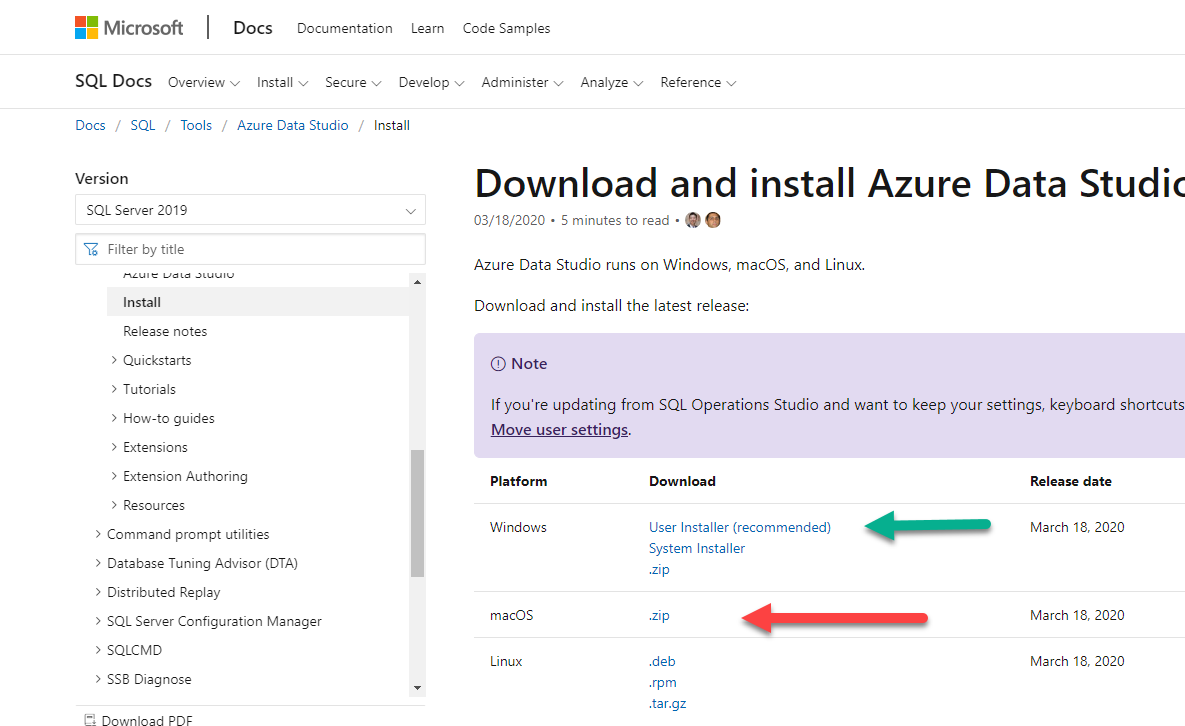 Microsoft Docs Documentation Learn Code Samples
SQL Docs Overview Install Secure Develop Administer Analyze Reference
Docs / SQL / Tools / Azure Data Studio / Install
Version
SQL Server 2019
Filter by title
Azure Data Studio
Install
Release notes
Quickstarts
Tutorials
How-to guides
Extensions
Extension Authoring
Resources
Command prompt utilities
Database Tuning Advisor (DTA)
Distributed Replay
SQL Server Configuration Manager
SQLCMD
SSB Diagnose
Download PDF
Download and install Azure Data Studio
03/18/2020 • 5 minutes to read •
Azure Data Studio runs on Windows, macOS, and Linux.
Download and install the latest release:
Note
If you're updating from SQL Operations Studio and want to keep your settings, keyboard shortcuts
Move user settings.
Platform Download Release date
Windows User Installer (recommended) March 18, 2020
System Installer
.zip
macOS .zip March 18, 2020
Linux .deb March 18, 2020
.rpm
.tar.gz